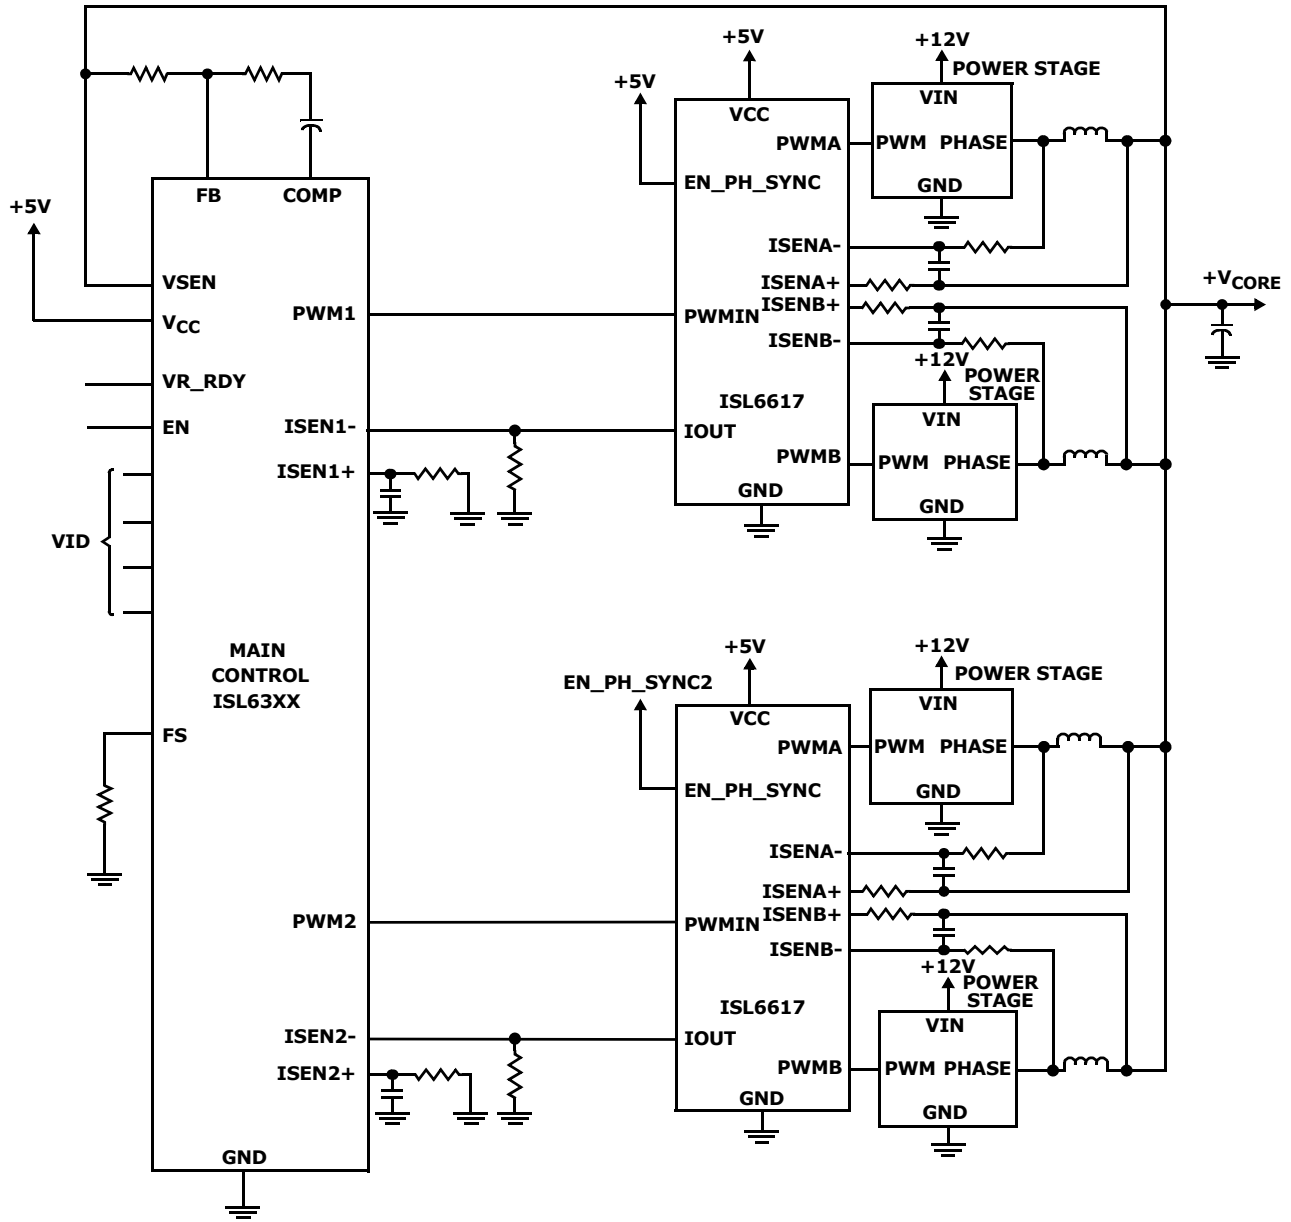 +5V
+12V
POWER STAGE
+5V
VIN
VCC
PWMA
PWM PHASE
EN_PH_SYNC
GND
FB
COMP
+5V
ISENA-
VSEN
ISENA+
+VCORE
PWM1
PWMIN
ISENB+
VCC
ISENB-
+12V
POWER
STAGE
VR_RDY
ISL6617
VIN
EN
ISEN1-
IOUT
PWMB
PWM PHASE
ISEN1+
GND
GND
VID
MAIN
CONTROL
ISL63XX
+5V
+12V
POWER STAGE
EN_PH_SYNC2
VIN
VCC
FS
PWMA
PWM PHASE
EN_PH_SYNC
GND
ISENA-
ISENA+
PWM2
PWMIN
ISENB+
ISENB-
+12V
POWER
STAGE
ISL6617
VIN
ISEN2-
IOUT
PWMB
PWM PHASE
ISEN2+
GND
GND
GND